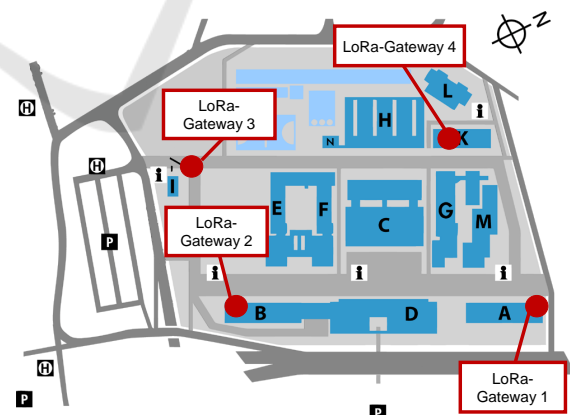 N
LoRa-Gateway 4
L
H
i
LoRa-
Gateway 3
H
N
K
H
i
I
E
F
C
G
M
P
LoRa-
Gateway 2
i
i
i
B
D
A
H
LoRa-
Gateway 1
P
P